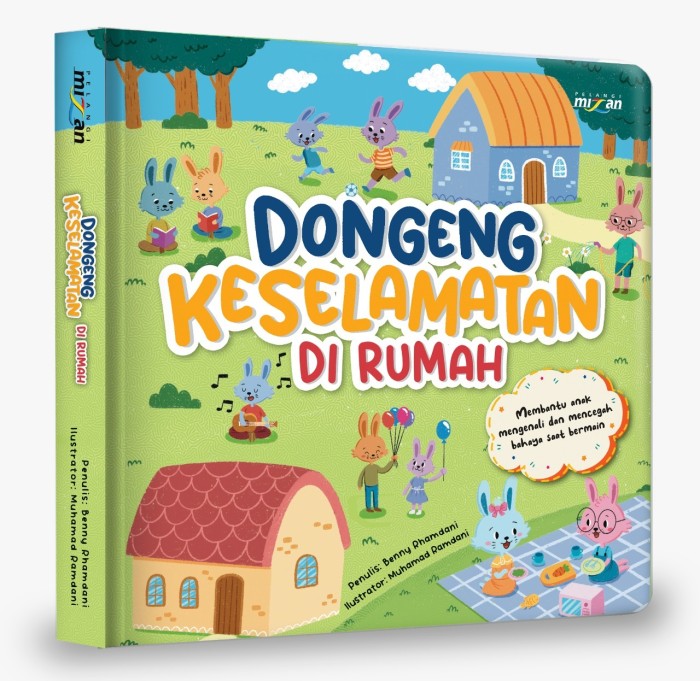 PELANGI
mizan
DONGENG
KESELAMATAN
DI RUMAH
Penulis: Benny Rhamdani
Ilustrator: Muhamad Ramdani
PELANGI
mizan
DONGENG
KESELAMATAN
DI RUMAH
Membantu anak
mengenali dan mencegah
bahaya saat bermain
Penulis: Benny Rhamdani
Ilustrator: Muhamad Ramdani